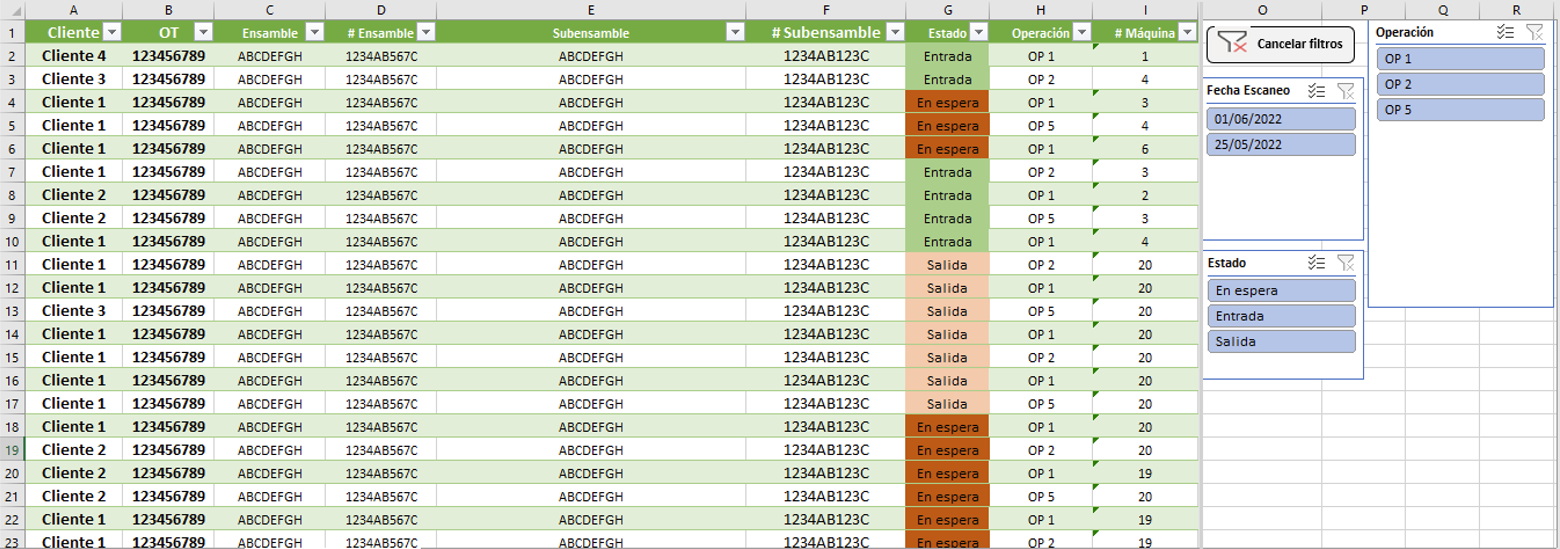 A B C D E F G H I O P Q R
1 Cliente OT Ensamble # Ensamble Subensamble # Subensamble Estado Operación # Máquina
2 Cliente 4 123456789 ABCDEFGH 1234AB567C ABCDEFGH 1234AB123C Entrada OP 1 1
3 Cliente 3 123456789 ABCDEFGH 1234AB567C ABCDEFGH 1234AB123C Entrada OP 2 4
4 Cliente 1 123456789 ABCDEFGH 1234AB567C ABCDEFGH 1234AB123C En espera OP 1 3
5 Cliente 1 123456789 ABCDEFGH 1234AB567C ABCDEFGH 1234AB123C En espera OP 5 4
6 Cliente 1 123456789 ABCDEFGH 1234AB567C ABCDEFGH 1234AB123C En espera OP 1 6
7 Cliente 1 123456789 ABCDEFGH 1234AB567C ABCDEFGH 1234AB123C Entrada OP 2 3
8 Cliente 2 123456789 ABCDEFGH 1234AB567C ABCDEFGH 1234AB123C Entrada OP 1 2
9 Cliente 2 123456789 ABCDEFGH 1234AB567C ABCDEFGH 1234AB123C Entrada OP 5 3
10 Cliente 1 123456789 ABCDEFGH 1234AB567C ABCDEFGH 1234AB123C Entrada OP 1 4
11 Cliente 1 123456789 ABCDEFGH 1234AB567C ABCDEFGH 1234AB123C Salida OP 2 20
12 Cliente 1 123456789 ABCDEFGH 1234AB567C ABCDEFGH 1234AB123C Salida OP 1 20
13 Cliente 3 123456789 ABCDEFGH 1234AB567C ABCDEFGH 1234AB123C Salida OP 5 20
14 Cliente 1 123456789 ABCDEFGH 1234AB567C ABCDEFGH 1234AB123C Salida OP 1 20
15 Cliente 1 123456789 ABCDEFGH 1234AB567C ABCDEFGH 1234AB123C Salida OP 2 20
16 Cliente 1 123456789 ABCDEFGH 1234AB567C ABCDEFGH 1234AB123C Salida OP 1 20
17 Cliente 1 123456789 ABCDEFGH 1234AB567C ABCDEFGH 1234AB123C Salida OP 5 20
18 Cliente 1 123456789 ABCDEFGH 1234AB567C ABCDEFGH 1234AB123C En espera OP 1 20
19 Cliente 2 123456789 ABCDEFGH 1234AB567C ABCDEFGH 1234AB123C En espera OP 2 20
20 Cliente 2 123456789 ABCDEFGH 1234AB567C ABCDEFGH 1234AB123C En espera OP 1 19
21 Cliente 2 123456789 ABCDEFGH 1234AB567C ABCDEFGH 1234AB123C En espera OP 5 20
22 Cliente 1 123456789 ABCDEFGH 1234AB567C ABCDEFGH 1234AB123C En espera OP 1 19
23 Cliente 1 123456789 ABCDEFGH 1234AB567C ABCDEFGH 1234AB123C En espera OP 2 19
Cancelar filtros
Fecha Escaneo
01/06/2022
25/05/2022
Estado
En espera
Entrada
Salida
Operación
OP 1
OP 2
OP 5